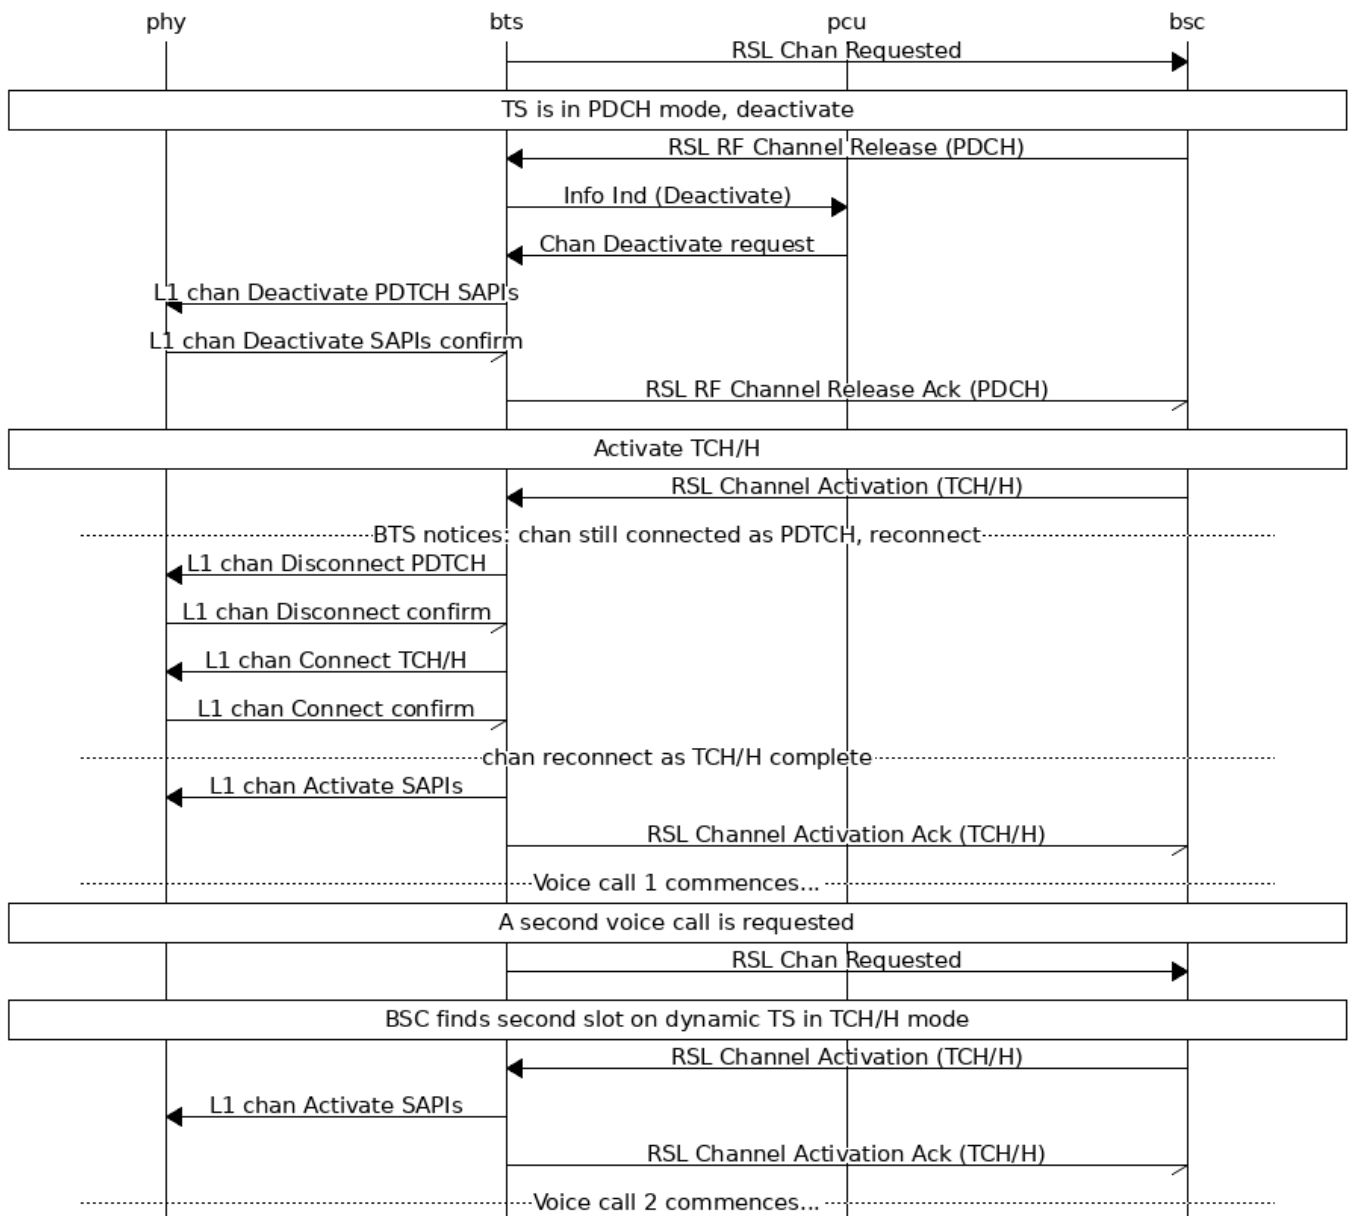 phy bts pcu bsc
RSL Chan Requested
TS is in PDCH mode, deactivate
RSL RF Channel Release (PDCH)
Info Ind (Deactivate)
Chan Deactivate request
L1 chan Deactivate PDTCH SAPIs
L1 chan Deactivate SAPIs confirm
RSL RF Channel Release Ack (PDCH)
Activate TCH/H
RSL Channel Activation (TCH/H)
BTS notices: chan still connected as PDTCH, reconnect
L1 chan Disconnect PDTCH
L1 chan Disconnect confirm
L1 chan Connect TCH/H
L1 chan Connect confirm
chan reconnect as TCH/H complete
L1 chan Activate SAPIs
RSL Channel Activation Ack (TCH/H)
Voice call 1 commences...
A second voice call is requested
RSL Chan Requested
BSC finds second slot on dynamic TS in TCH/H mode
RSL Channel Activation (TCH/H)
L1 chan Activate SAPIs
RSL Channel Activation Ack (TCH/H)
Voice call 2 commences...